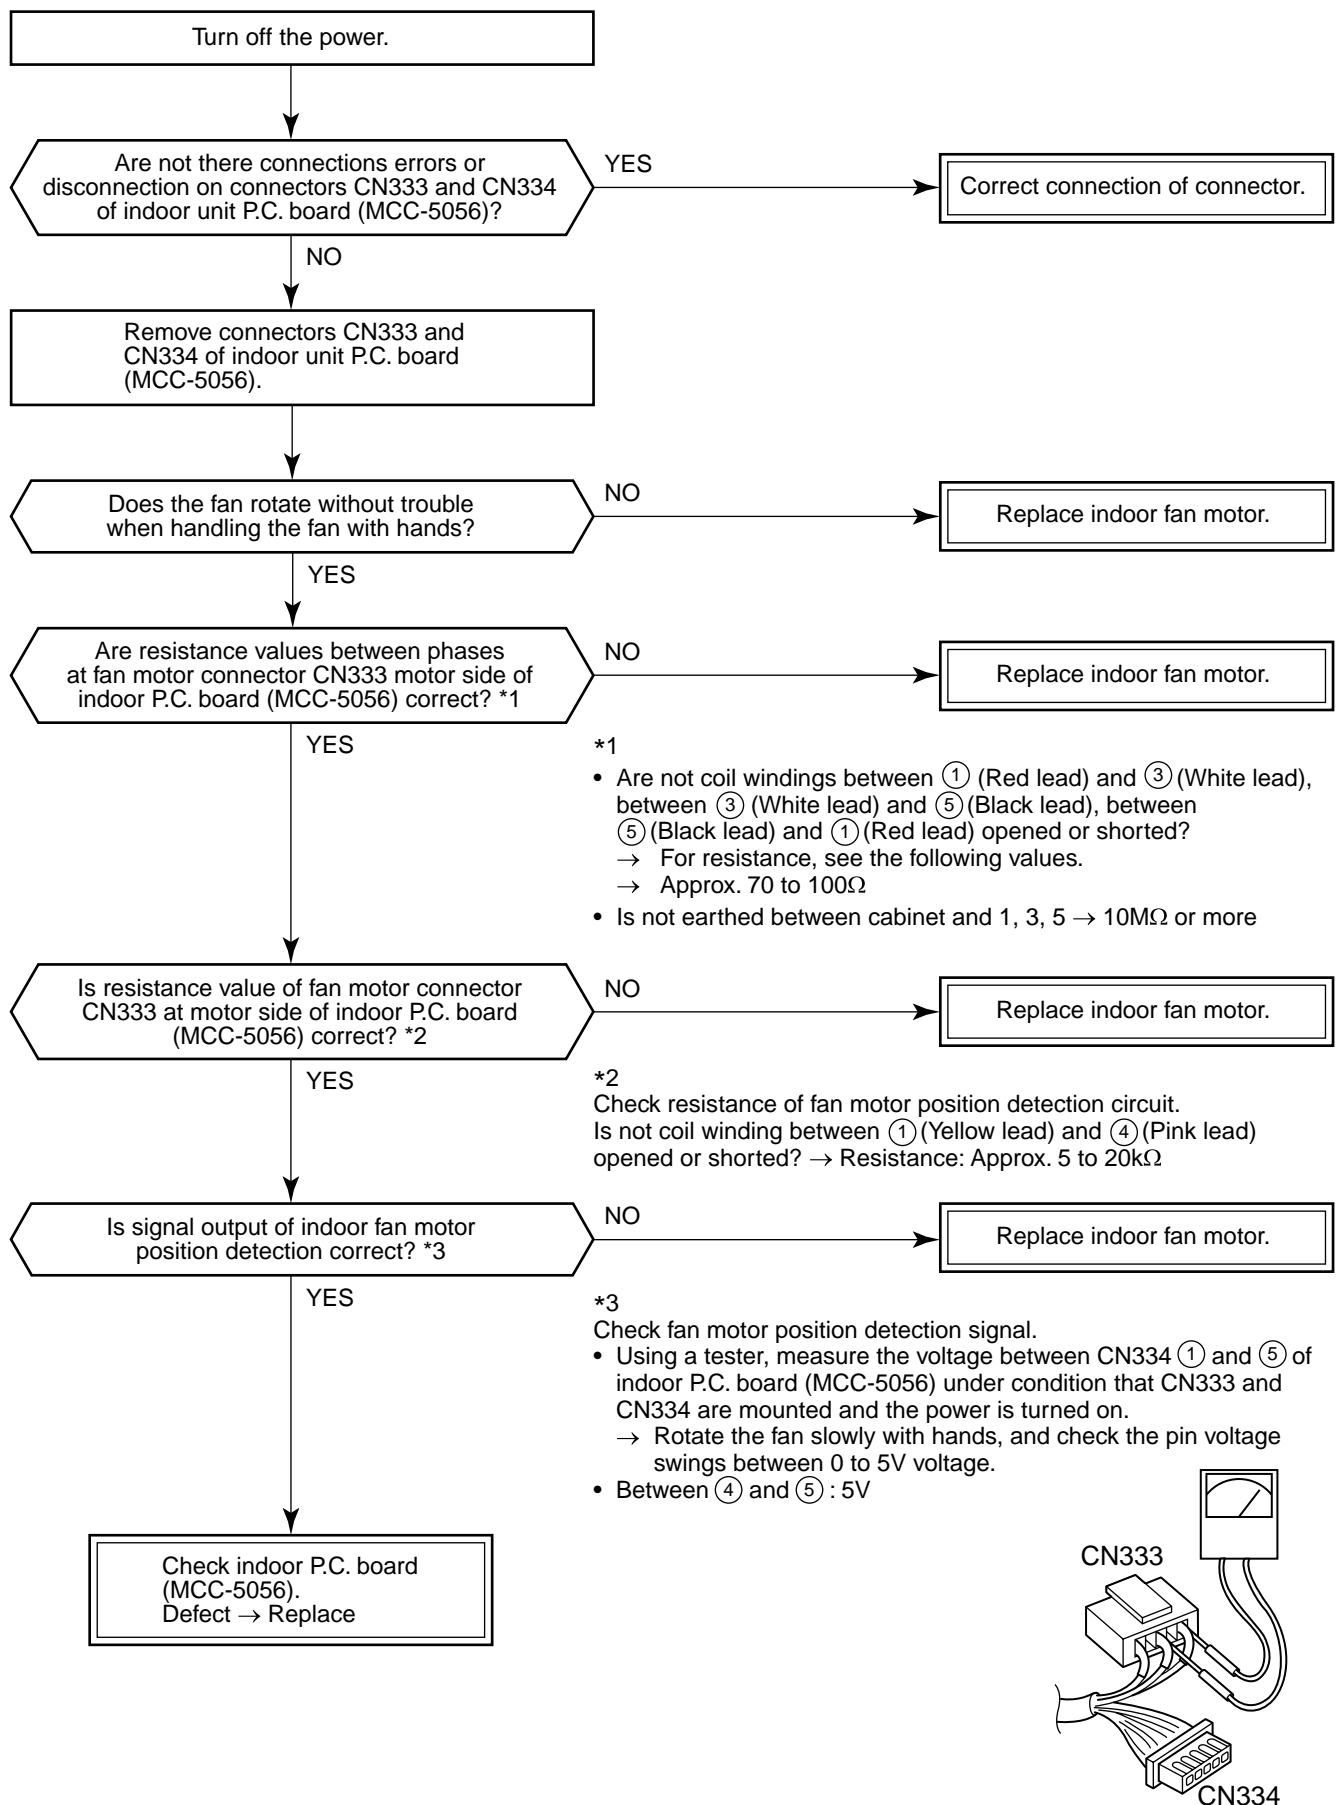 Turn off the power.
Are not there connections errors or
disconnection on connectors CN333 and CN334
of indoor unit P.C. board (MCC-5056)?
YES
Correct connection of connector.
NO
Remove connectors CN333 and
CN334 of indoor unit P.C. board
(MCC-5056).
Does the fan rotate without trouble
when handling the fan with hands?
NO
Replace indoor fan motor.
YES
Are resistance values between phases
at fan motor connector CN333 motor side of
indoor P.C. board (MCC-5056) correct? *1
NO
Replace indoor fan motor.
YES
*1
• Are not coil windings between ① (Red lead) and ③ (White lead),
between ③ (White lead) and ⑤ (Black lead), between
⑤ (Black lead) and ① (Red lead) opened or shorted?
→ For resistance, see the following values.
→ Approx. 70 to 100Ω
• Is not earthed between cabinet and 1, 3, 5 → 10MΩ or more
Is resistance value of fan motor connector
CN333 at motor side of indoor P.C. board
(MCC-5056) correct? *2
NO
Replace indoor fan motor.
YES
*2
Check resistance of fan motor position detection circuit.
Is not coil winding between ① (Yellow lead) and ④ (Pink lead)
opened or shorted? → Resistance: Approx. 5 to 20kΩ
Is signal output of indoor fan motor
position detection correct? *3
NO
Replace indoor fan motor.
YES
*3
Check fan motor position detection signal.
• Using a tester, measure the voltage between CN334 ① and ⑤ of
indoor P.C. board (MCC-5056) under condition that CN333 and
CN334 are mounted and the power is turned on.
→ Rotate the fan slowly with hands, and check the pin voltage
swings between 0 to 5V voltage.
• Between ④ and ⑤ : 5V
Check indoor P.C. board
(MCC-5056).
Defect → Replace
CN333
CN334